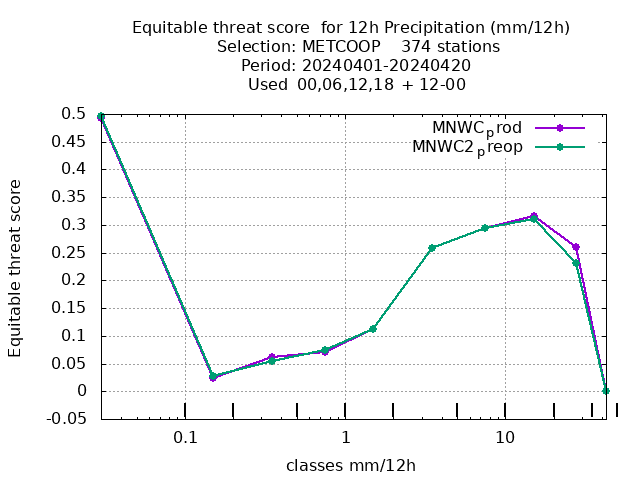 Equitable threat score  for 12h Precipitation (mm/12h)
Selection: METCOOP    374 stations
Period: 20240401-20240420
Used  00,06,12,18 + 12-00
MNWCprod
MNWC2preop
0.5
0.45
0.4
0.35
0.3
0.25
0.2
0.15
0.1
0.05
0
-0.05
Equitable threat score
0.1 1 10
classes mm/12h